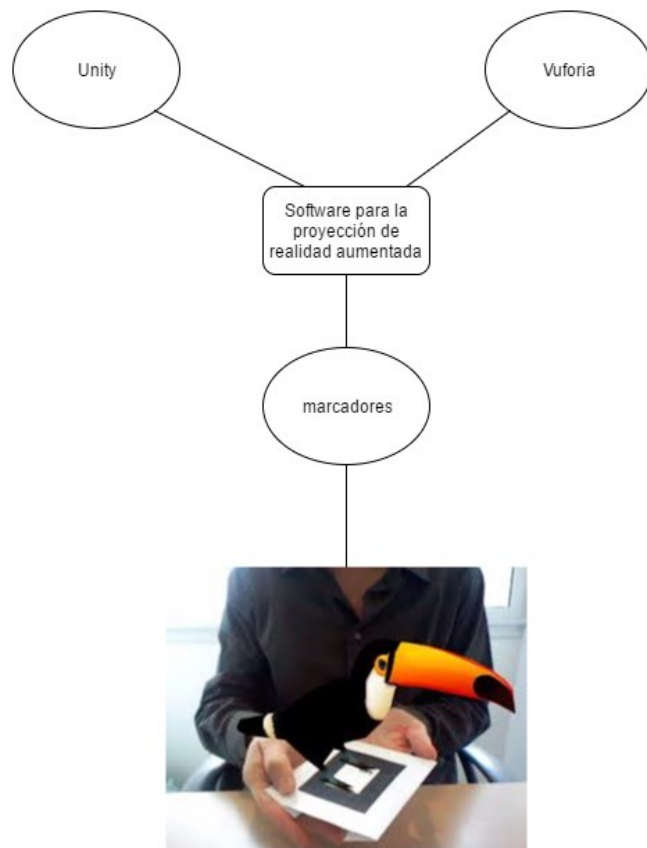 Unity
Vuforia
Software para la
proyección de
realidad aumentada
marcadores